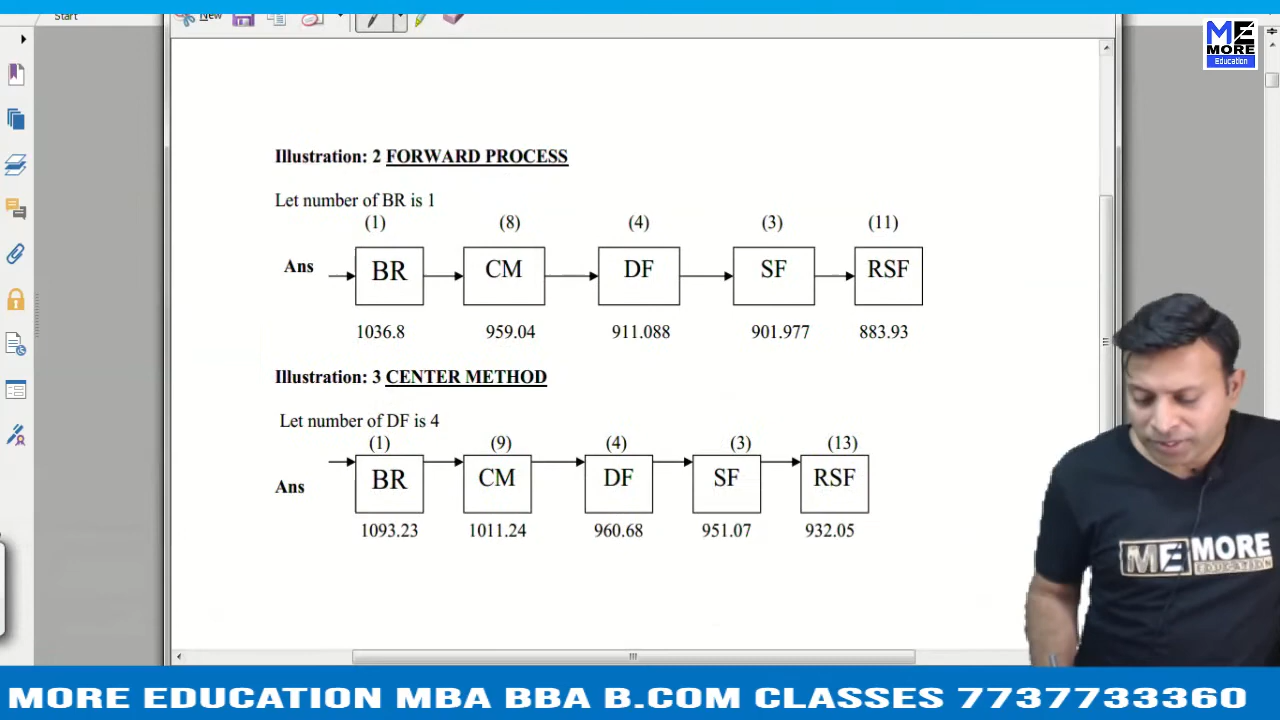 Start
New
ME
MORE
Education
Illustration: 2 FORWARD PROCESS
Let number of BR is 1
(1) (8) (4) (3) (11)
Ans BR CM DF SF RSF
1036.8 959.04 911.088 901.977 883.93
Illustration: 3 CENTER METHOD
Let number of DF is 4
(1) (9) (4) (3) (13)
Ans BR CM DF SF RSF
1093.23 1011.24 960.68 951.07 932.05
ME MORE
EDUCATION
MORE EDUCATION MBA BBA B.COM CLASSES 7737733360